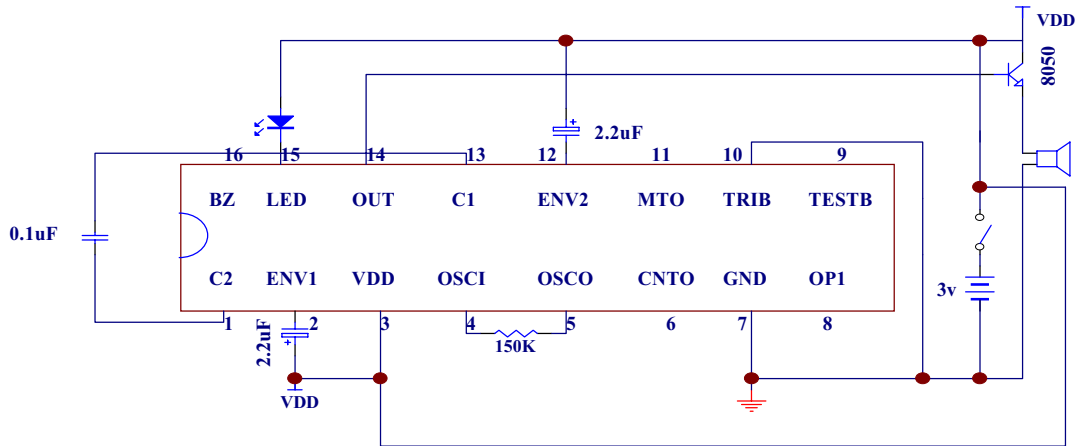 VDD
8050
2.2uF
16 15 14 13 12 11 10 9
BZ LED OUT C1 ENV2 MTO TRIB TESTB
0.1uF
C2 ENV1 VDD OSCI OSCO CNTO GND OP1
3v
1 2 3 4 5 6 7 8
2.2uF
150K
VDD